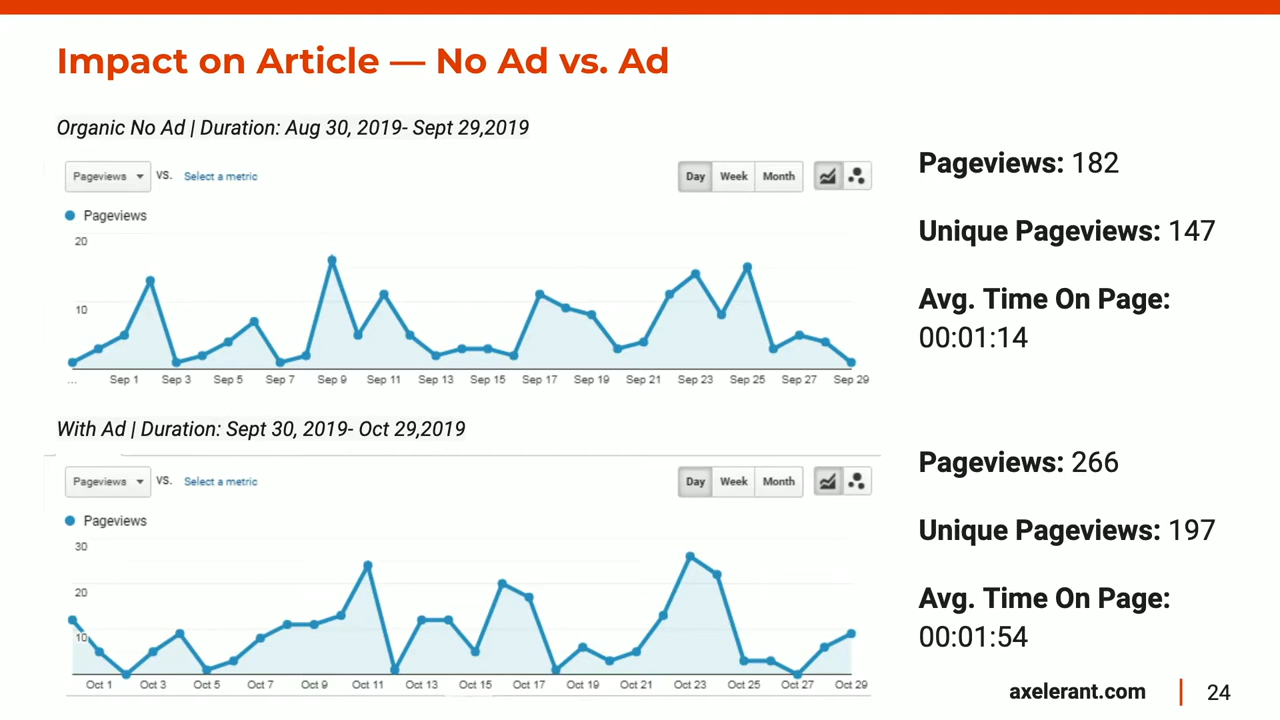 Impact on Article — No Ad vs. Ad
Organic No Ad | Duration: Aug 30, 2019- Sept 29,2019
Pageviews VS. Select a metric
Day Week Month
Pageviews
20
10
... Sep 1 Sep 3 Sep 5 Sep 7 Sep 9 Sep 11 Sep 13 Sep 15 Sep 17 Sep 19 Sep 21 Sep 23 Sep 25 Sep 27 Sep 29
Pageviews: 182
Unique Pageviews: 147
Avg. Time On Page:
00:01:14
With Ad | Duration: Sept 30, 2019- Oct 29,2019
Pageviews VS. Select a metric
Day Week Month
Pageviews
30
20
10
Oct 1 Oct 3 Oct 5 Oct 7 Oct 9 Oct 11 Oct 13 Oct 15 Oct 17 Oct 19 Oct 21 Oct 23 Oct 25 Oct 27 Oct 29
Pageviews: 266
Unique Pageviews: 197
Avg. Time On Page:
00:01:54
axelerant.com | 24